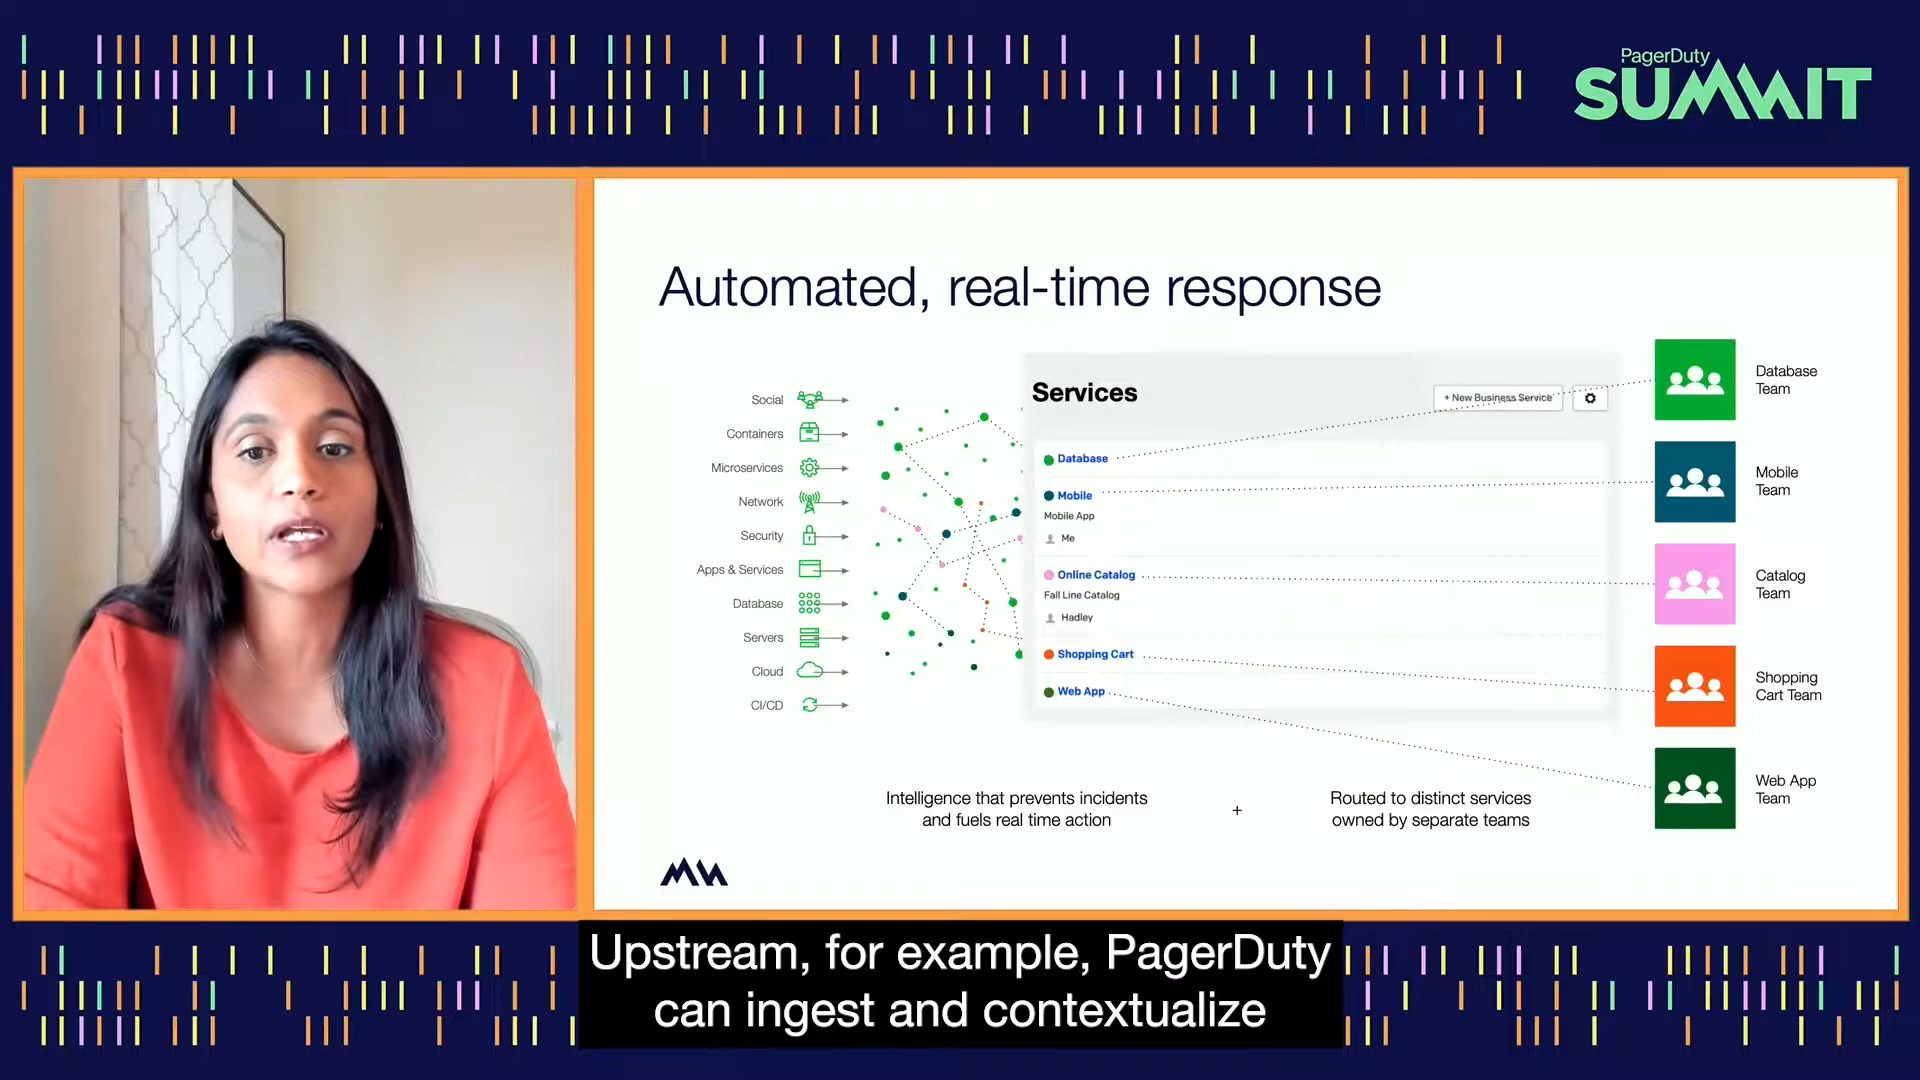 PagerDuty
SUMMIT
Automated, real-time response
Social
Containers
Microservices
Network
Security
Apps & Services
Database
Servers
Cloud
CI/CD
Services
+ New Business Service
Database
Mobile
Mobile App
Me
Online Catalog
Fall Line Catalog
Hadley
Shopping Cart
Web App
Database
Team
Mobile
Team
Catalog
Team
Shopping
Cart Team
Web App
Team
Intelligence that prevents incidents
and fuels real time action
+
Routed to distinct services
owned by separate teams
Upstream, for example, PagerDuty
can ingest and contextualize